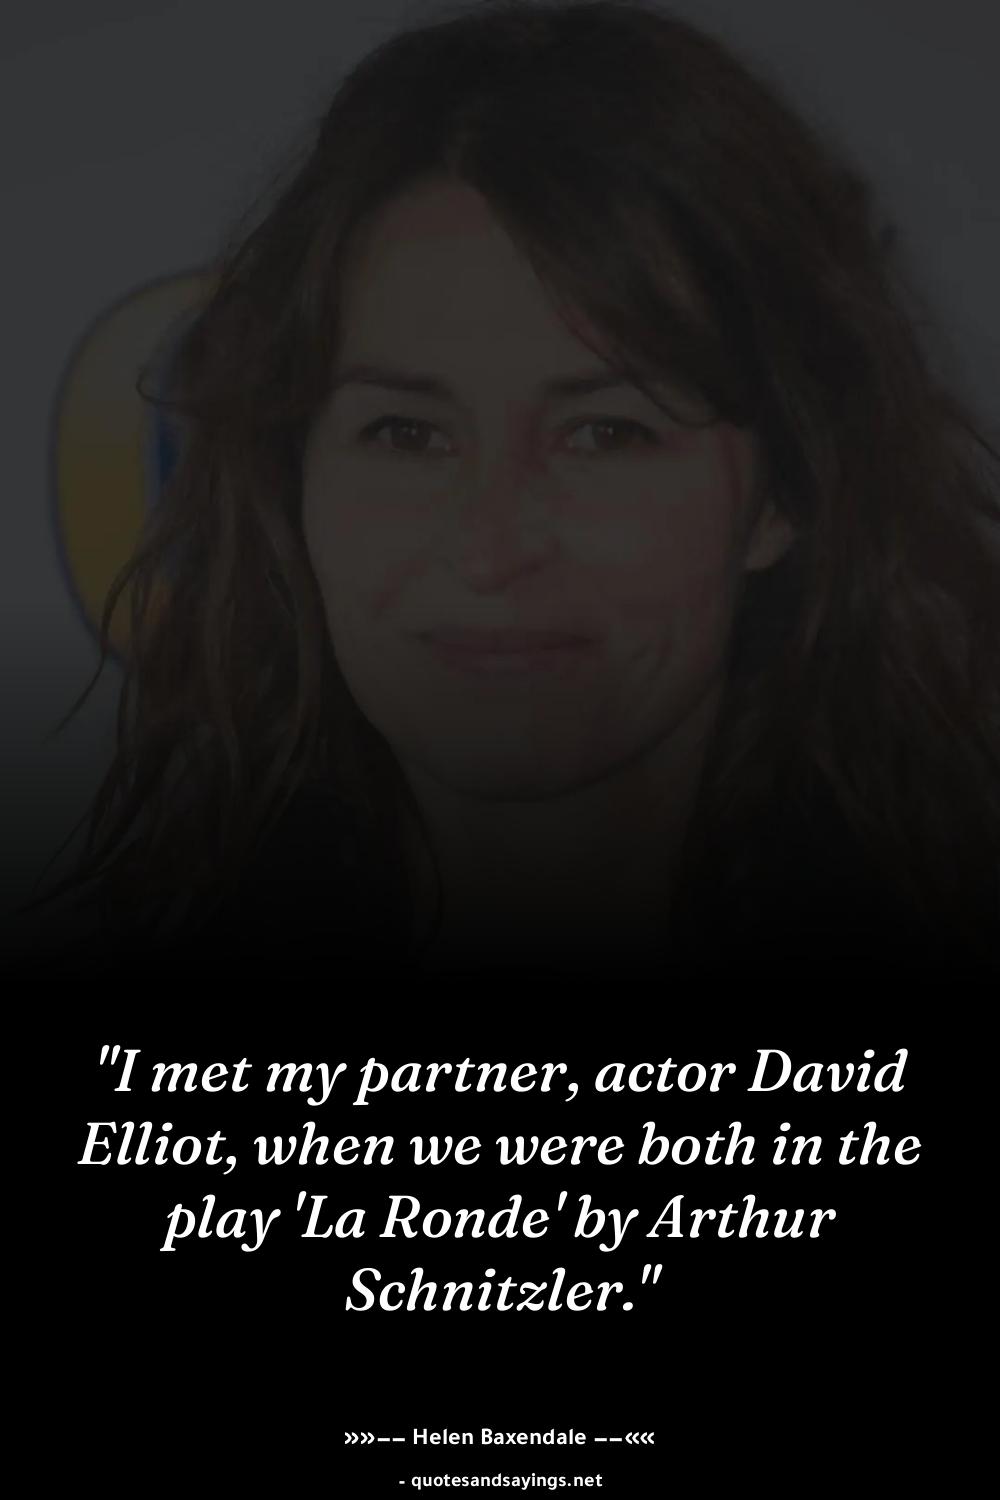 "I met my partner, actor David
Elliot, when we were both in the
play 'La Ronde' by Arthur
Schnitzler."
»»−− Helen Baxendale −−««
- quotesandsayings.net